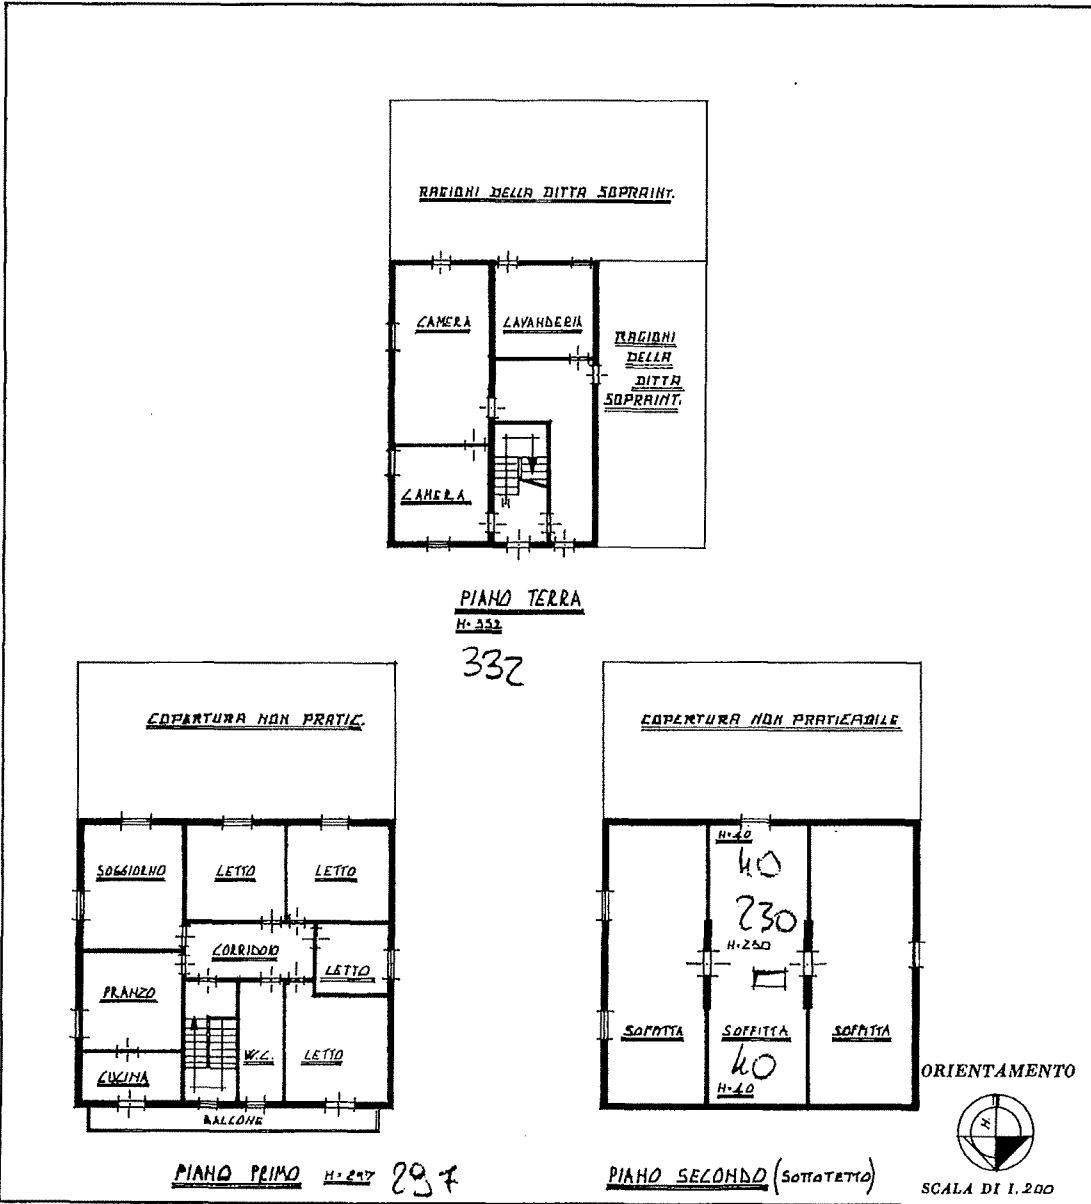 RAGIONI DELLA DITTA SOPRAINT.
CAMERA
LAVANDERIA
RAGIONI
DELLA
DITTA
SOPRAINT.
CAMERA
PIANO TERRA
H=332
332
COPERTURA NON PRATIC.
SOGGIORNO
LETTO
LETTO
CORRIDOIO
LETTO
PRANZO
W.C.
LETTO
CUCINA
BALCONE
PIANO PRIMO H=297 297
COPERTURA NON PRATICABILE
H=40
40
230
H=230
SOFFITTA
SOFFITTA
SOFFITTA
40
H=40
PIANO SECONDO (SOTTOTETTO)
ORIENTAMENTO
N
SCALA DI 1.200